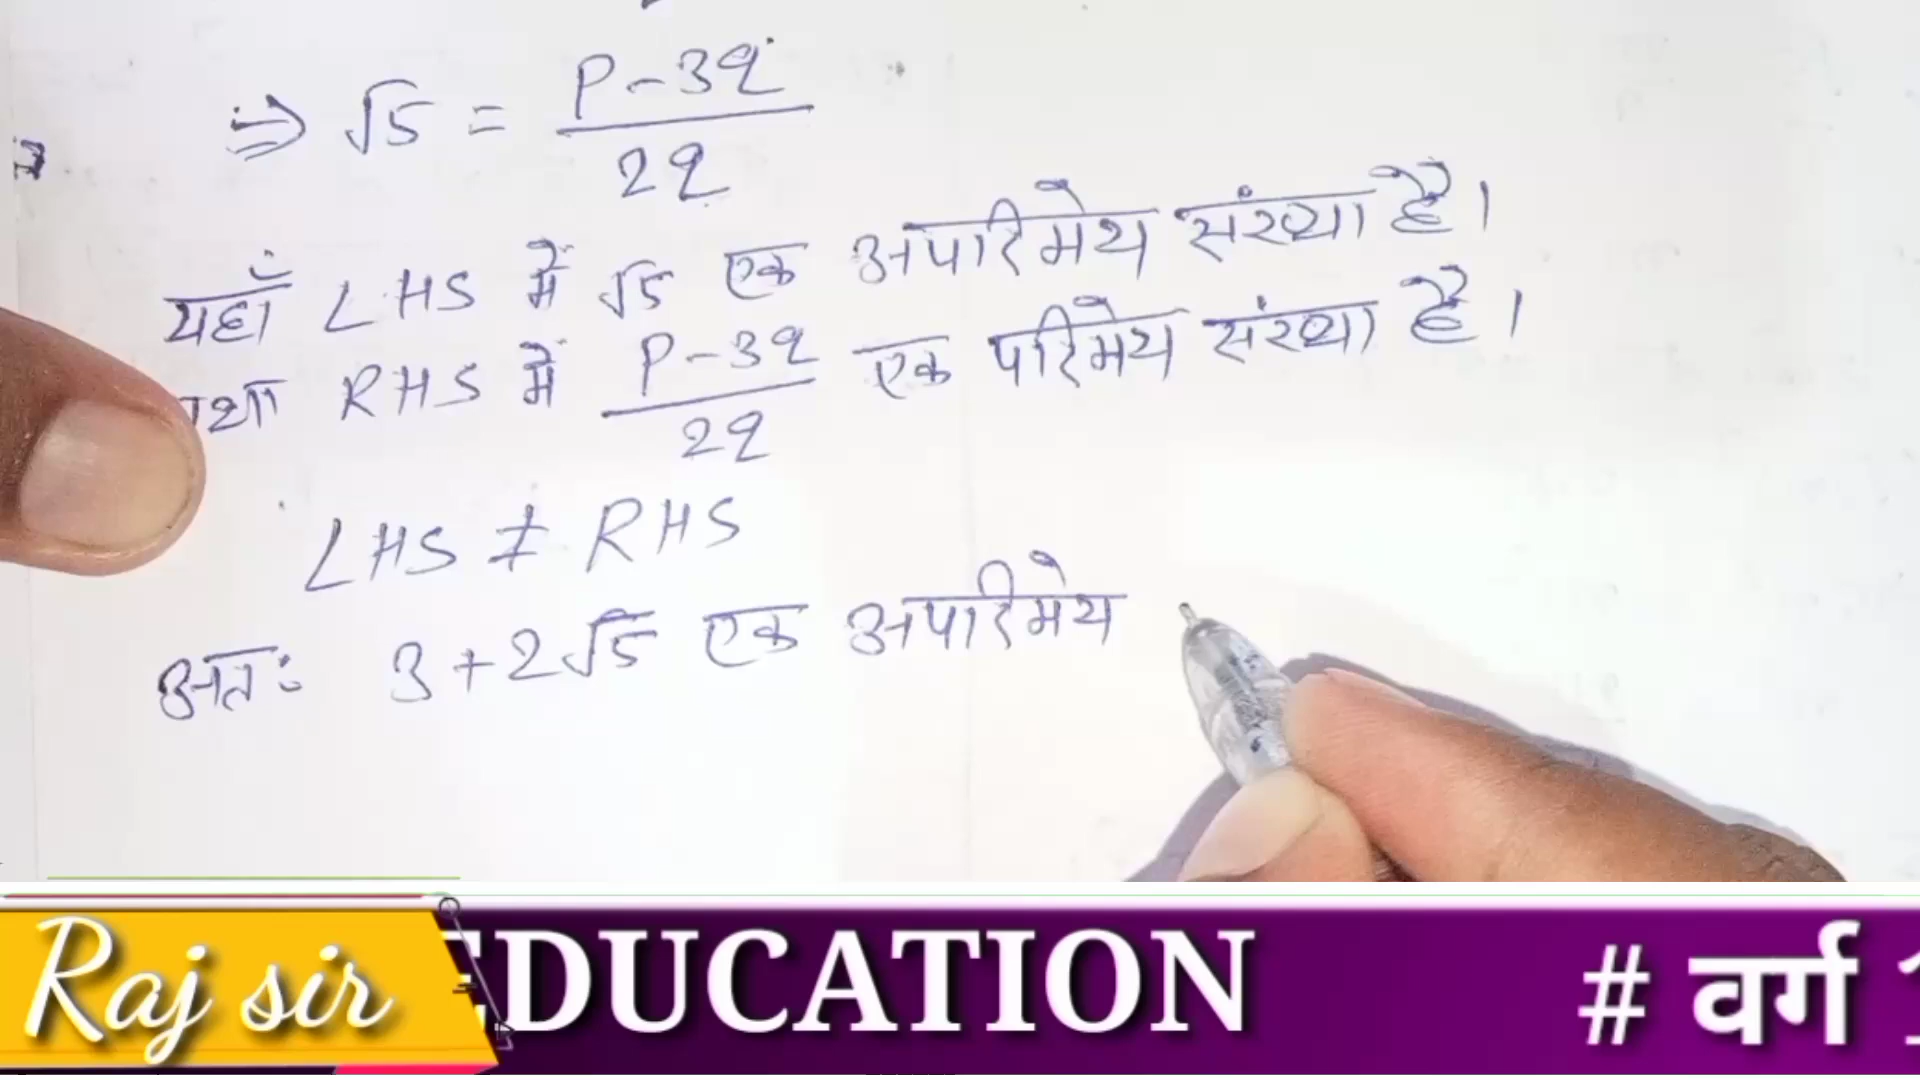 ⇒ √5 = (P-3q)/(2q)
यहाँ LHS में √5 एक अपरिमेय संख्या है।
तथा RHS में (P-3q)/(2q) एक परिमेय संख्या है।
LHS ≠ RHS
अतः 3+2√5 एक अपरिमेय
Raj sir EDUCATION # वर्ग 1